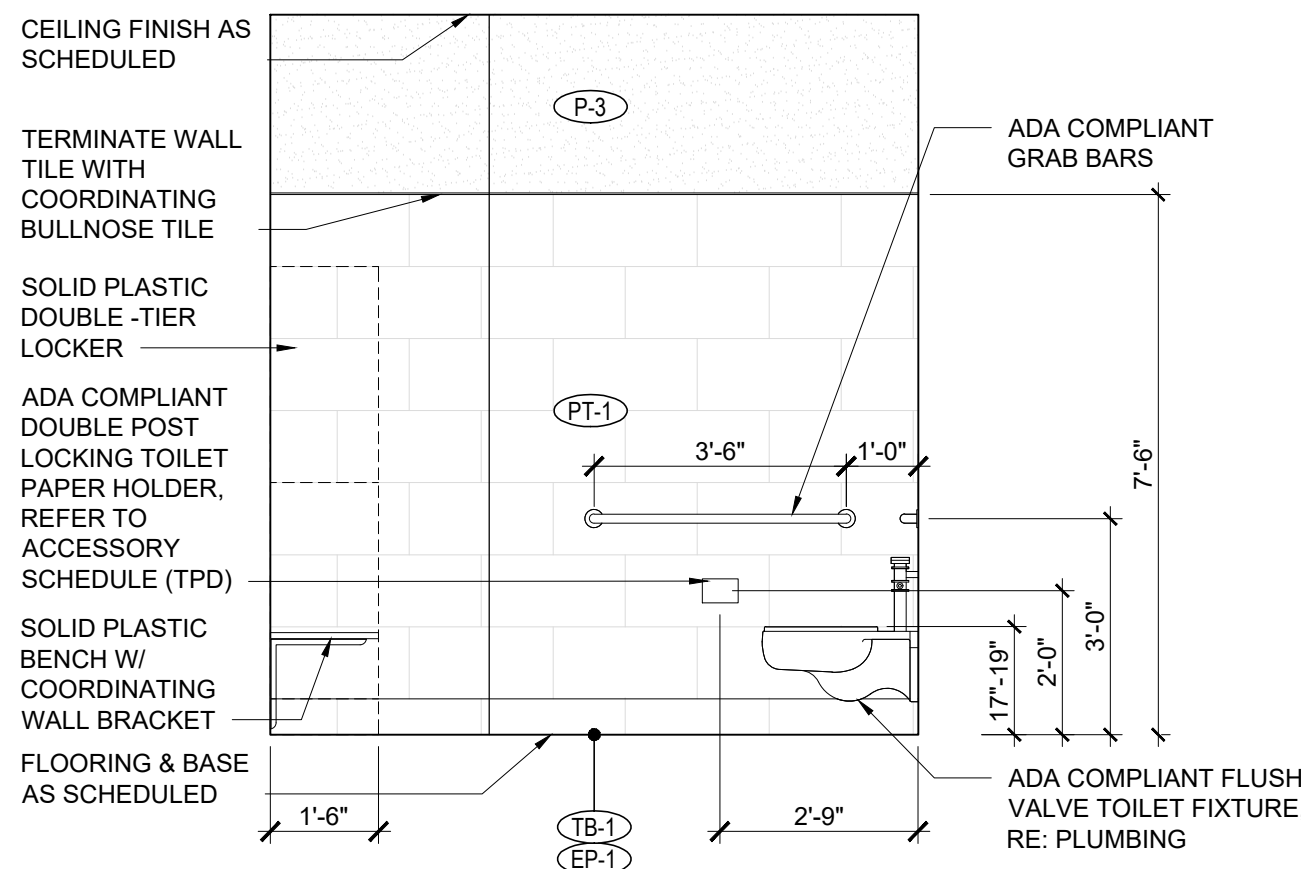 CEILING FINISH AS
SCHEDULED
TERMINATE WALL
TILE WITH
COORDINATING
BULLNOSE TILE
SOLID PLASTIC
DOUBLE -TIER
LOCKER
ADA COMPLIANT
DOUBLE POST
LOCKING TOILET
PAPER HOLDER,
REFER TO
ACCESSORY
SCHEDULE (TPD)
SOLID PLASTIC
BENCH W/
COORDINATING
WALL BRACKET
FLOORING & BASE
AS SCHEDULED
P-3
PT-1
3'-6"
1'-0"
1'-6"
TB-1
EP-1
2'-9"
ADA COMPLIANT
GRAB BARS
17"-19"
2'-0"
3'-0"
7'-6"
ADA COMPLIANT FLUSH
VALVE TOILET FIXTURE
RE: PLUMBING